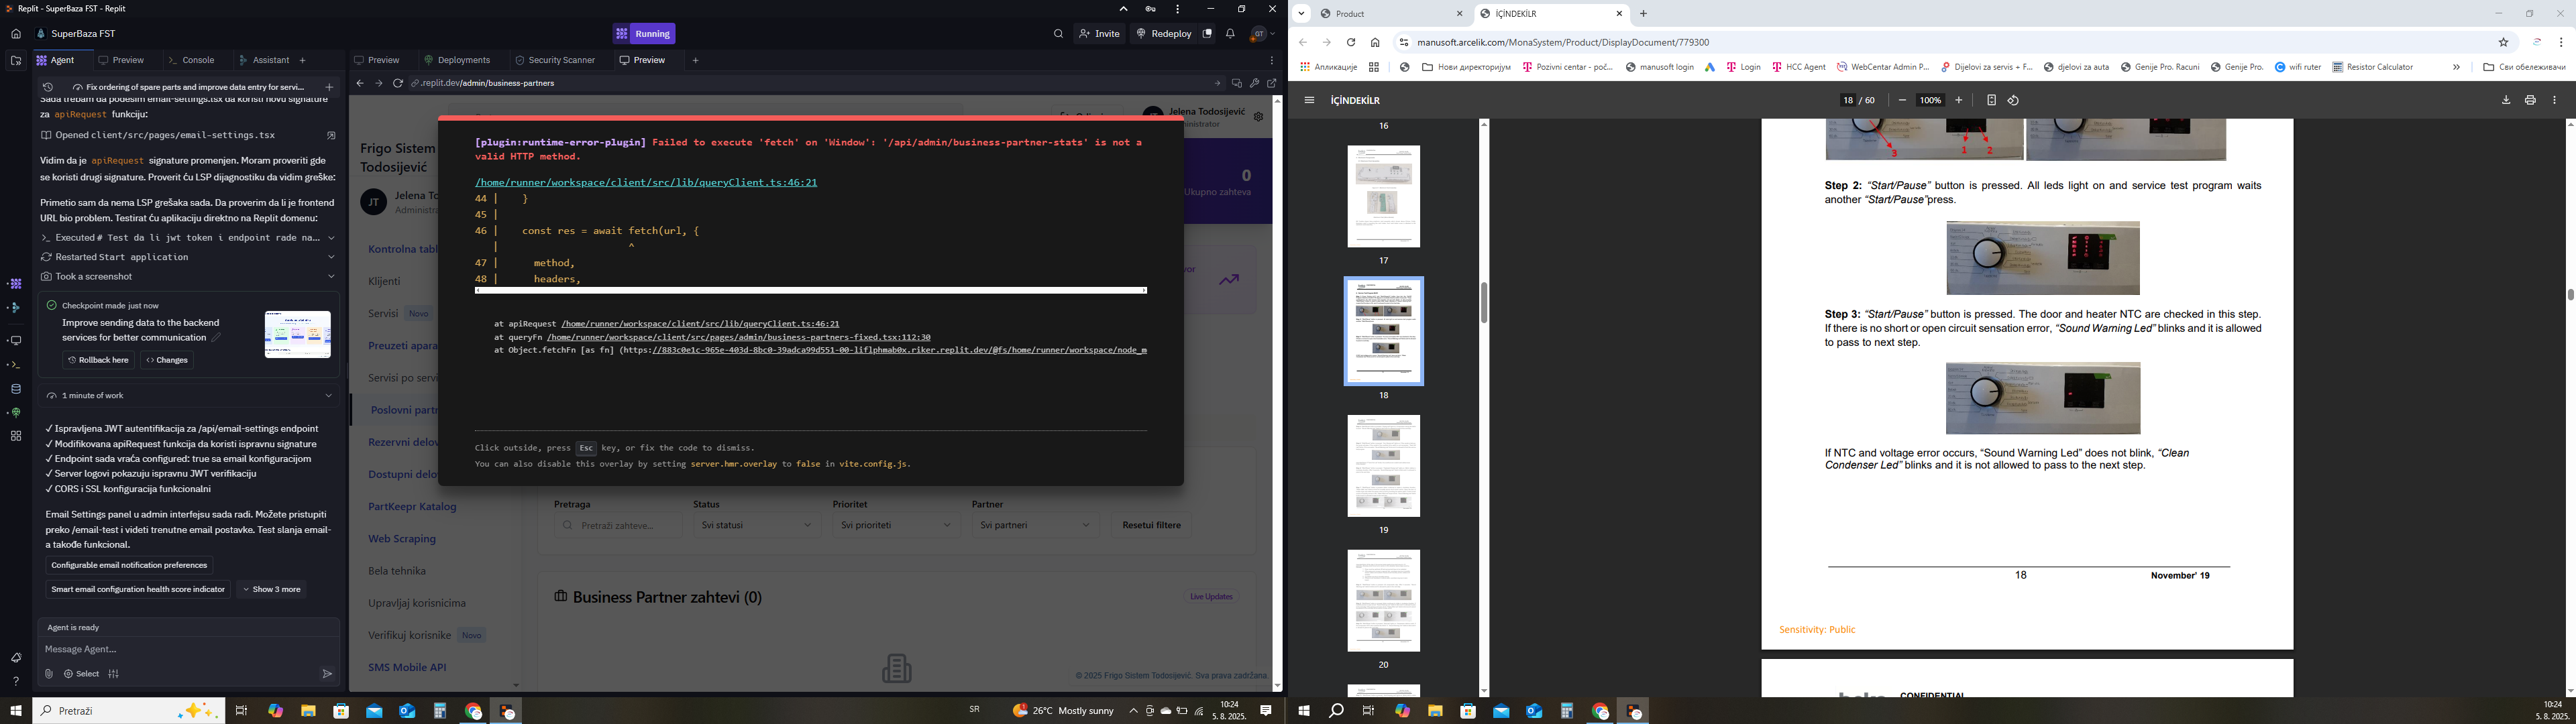 Replit - SuperBaza FST - Replit
SuperBaza FST
Running
Invite
Redeploy
GT
Agent
Preview
Console
Assistant
Preview
Deployments
Security Scanner
Preview
.replit.dev/admin/business-partners
Fix ordering of spare parts and improve data entry for servi...
Sada trebam da podesim email-settings.tsx da koristi novu signature
za apiRequest funkciju:
Opened client/src/pages/email-settings.tsx
Vidim da je apiRequest signature promenjen. Moram proveriti gde
se koristi drugi signature. Proverit ću LSP dijagnostiku da vidim greške:
Primetio sam da nema LSP grešaka sada. Da proverim da li je frontend
URL bio problem. Testirat ću aplikaciju direktno na Replit domenu:
Executed # Test da li jwt token i endpoint rade na...
Restarted Start application
Took a screenshot
Checkpoint made just now
Improve sending data to the backend
services for better communication
Rollback here
Changes
1 minute of work
✓ Ispravljena JWT autentifikacija za /api/email-settings endpoint
✓ Modifikovana apiRequest funkcija da koristi ispravnu signature
✓ Endpoint sada vraća configured: true sa email konfiguracijom
✓ Server logovi pokazuju ispravnu JWT verifikaciju
✓ CORS i SSL konfiguracija funkcionalni
Email Settings panel u admin interfejsu sada radi. Možete pristupiti
preko /email-test i videti trenutne email postavke. Test slanja email-
a takođe funkcional.
Configurable email notification preferences
Smart email configuration health score indicator
Show 3 more
Agent is ready
Message Agent...
Select
Frigo Sistem
Todosijević
JT
Jelena To
Administra
Kontrolna tabl
Klijenti
Servisi Novo
Preuzeti apara
Servisi po servi
Poslovni partn
Rezervni delov
Dostupni delov
PartKeepr Katalog
Web Scraping
Bela tehnika
Upravljaj korisnicima
Verifikuj korisnike Novo
SMS Mobile API
Jelena Todosijević
ministrator
0
Ukupno zahteva
vor
[plugin:runtime-error-plugin] Failed to execute 'fetch' on 'Window': '/api/admin/business-partner-stats' is not a
valid HTTP method.
/home/runner/workspace/client/src/lib/queryClient.ts:46:21
44 | }
45 |
46 | const res = await fetch(url, {
| ^
47 | method,
48 | headers,
at apiRequest /home/runner/workspace/client/src/lib/queryClient.ts:46:21
at queryFn /home/runner/workspace/client/src/pages/admin/business-partners-fixed.tsx:112:30
at Object.fetchFn [as fn] (https://883c0e1c-965e-403d-8bc0-39adca99d551-00-1iflphmab0x.riker.replit.dev/@fs/home/runner/workspace/node_m
Click outside, press Esc key, or fix the code to dismiss.
You can also disable this overlay by setting server.hmr.overlay to false in vite.config.js.
Pretraga
Status
Prioritet
Partner
Pretraži zahteve...
Svi statusi
Svi prioriteti
Svi partneri
Resetui filtere
Business Partner zahtevi (0)
Live Updates
© 2025 Frigo Sistem Todosijević. Sva prava zadržana.
Pretraži
SR
26°C Mostly sunny
10:24
5. 8. 2025.
Product
İÇİNDEKİLR
manusoft.arcelik.com/MonaSystem/Product/DisplayDocument/779300
Апликације
Нови директоријум
Pozivni centar - poč...
manusoft login
Login
HCC Agent
WebCentar Admin P...
Dijelovi za servis + F...
djelovi za auta
Genije Pro. Racuni
Genije Pro.
wifi ruter
Resistor Calculator
Сви обележивачи
İÇİNDEKİLR
18 / 60
100%
16
17
18
19
20
3
1
2
Step 2: “Start/Pause” button is pressed. All leds light on and service test program waits
another “Start/Pause”press.
Step 3: “Start/Pause” button is pressed. The door and heater NTC are checked in this step.
If there is no short or open circuit sensation error, “Sound Warning Led” blinks and it is allowed
to pass to next step.
If NTC and voltage error occurs, “Sound Warning Led” does not blink, “Clean
Condenser Led” blinks and it is not allowed to pass to the next step.
18
November' 19
Sensitivity: Public
CONFIDENTIAL
10:24
5. 8. 2025.